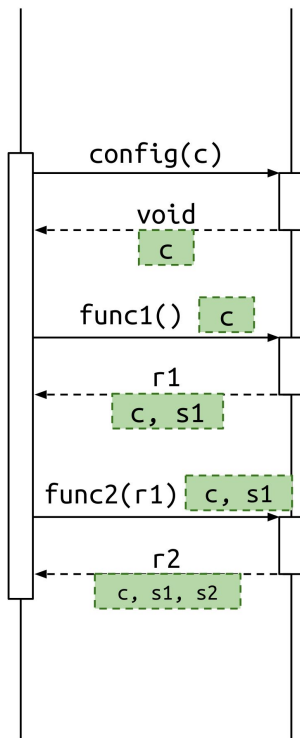 config(c)
void
c
func1() c
r1
c, s1
func2(r1) c, s1
r2
c, s1, s2